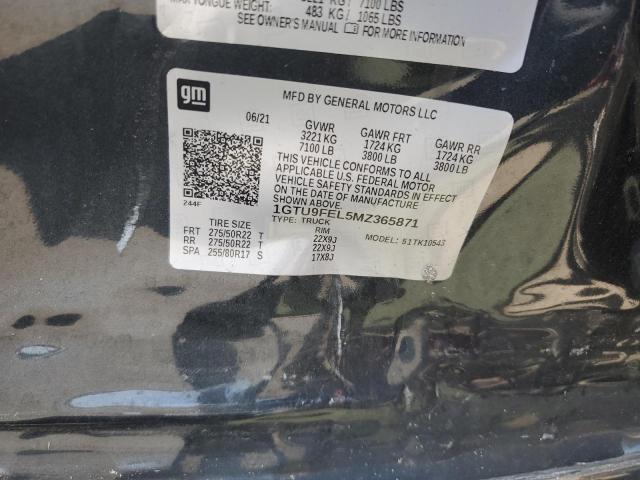 7100 LBS
MAX TONGUE WEIGHT: 483 KG / 1065 LBS
SEE OWNER'S MANUAL FOR MORE INFORMATION
gm
MFD BY GENERAL MOTORS LLC
06/21 GVWR GAWR FRT GAWR RR
3221 KG 1724 KG 1724 KG
7100 LB 3800 LB 3800 LB
THIS VEHICLE CONFORMS TO ALL
APPLICABLE U.S. FEDERAL MOTOR
VEHICLE SAFETY STANDARDS IN EFFECT
ON THE DATE OF MANUFACTURE
SHOWN ABOVE.
1GTU9FEL5MZ365871
244F
TYPE: TRUCK
TIRE SIZE RIM MODEL: 51TK10543
FRT 275/50R22 T 22X9J
RR 275/50R22 T 22X9J
SPA 255/80R17 S 17X8J